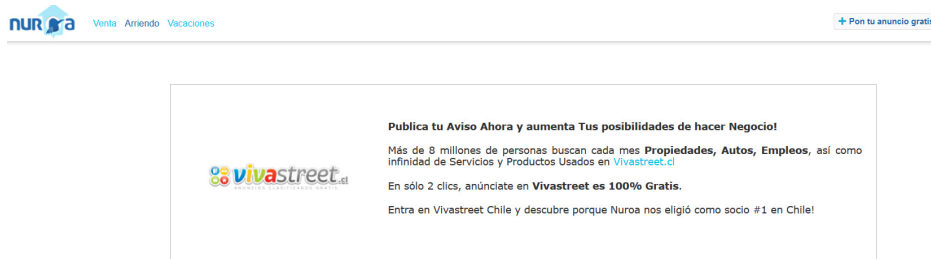 nuroa Venta Arriendo Vacaciones + Pon tu anuncio gratis
Publica tu Aviso Ahora y aumenta Tus posibilidades de hacer Negocio!
Más de 8 millones de personas buscan cada mes Propiedades, Autos, Empleos, así como
infinidad de Servicios y Productos Usados en Vivastreet.cl
vivastreet.cl
ANUNCIOS CLASIFICADOS GRATIS
En sólo 2 clics, anúnciate en Vivastreet es 100% Gratis.
Entra en Vivastreet Chile y descubre porque Nuroa nos eligió como socio #1 en Chile!